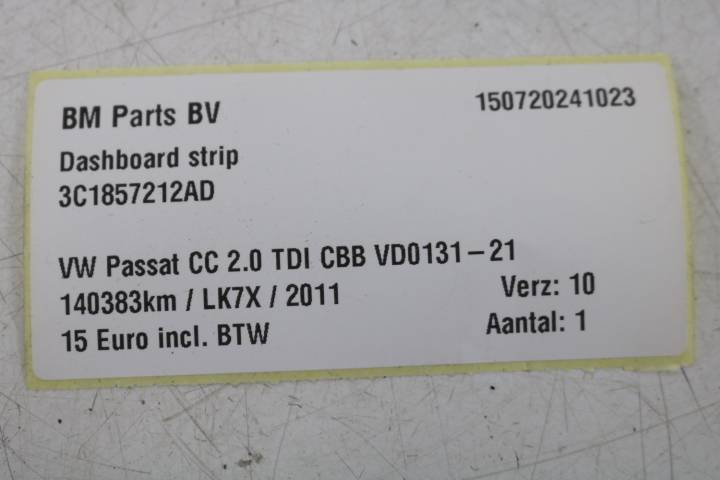 BM Parts BV 150720241023
Dashboard strip
3C1857212AD
VW Passat CC 2.0 TDI CBB VD0131-21
140383km / LK7X / 2011 Verz: 10
15 Euro incl. BTW Aantal: 1